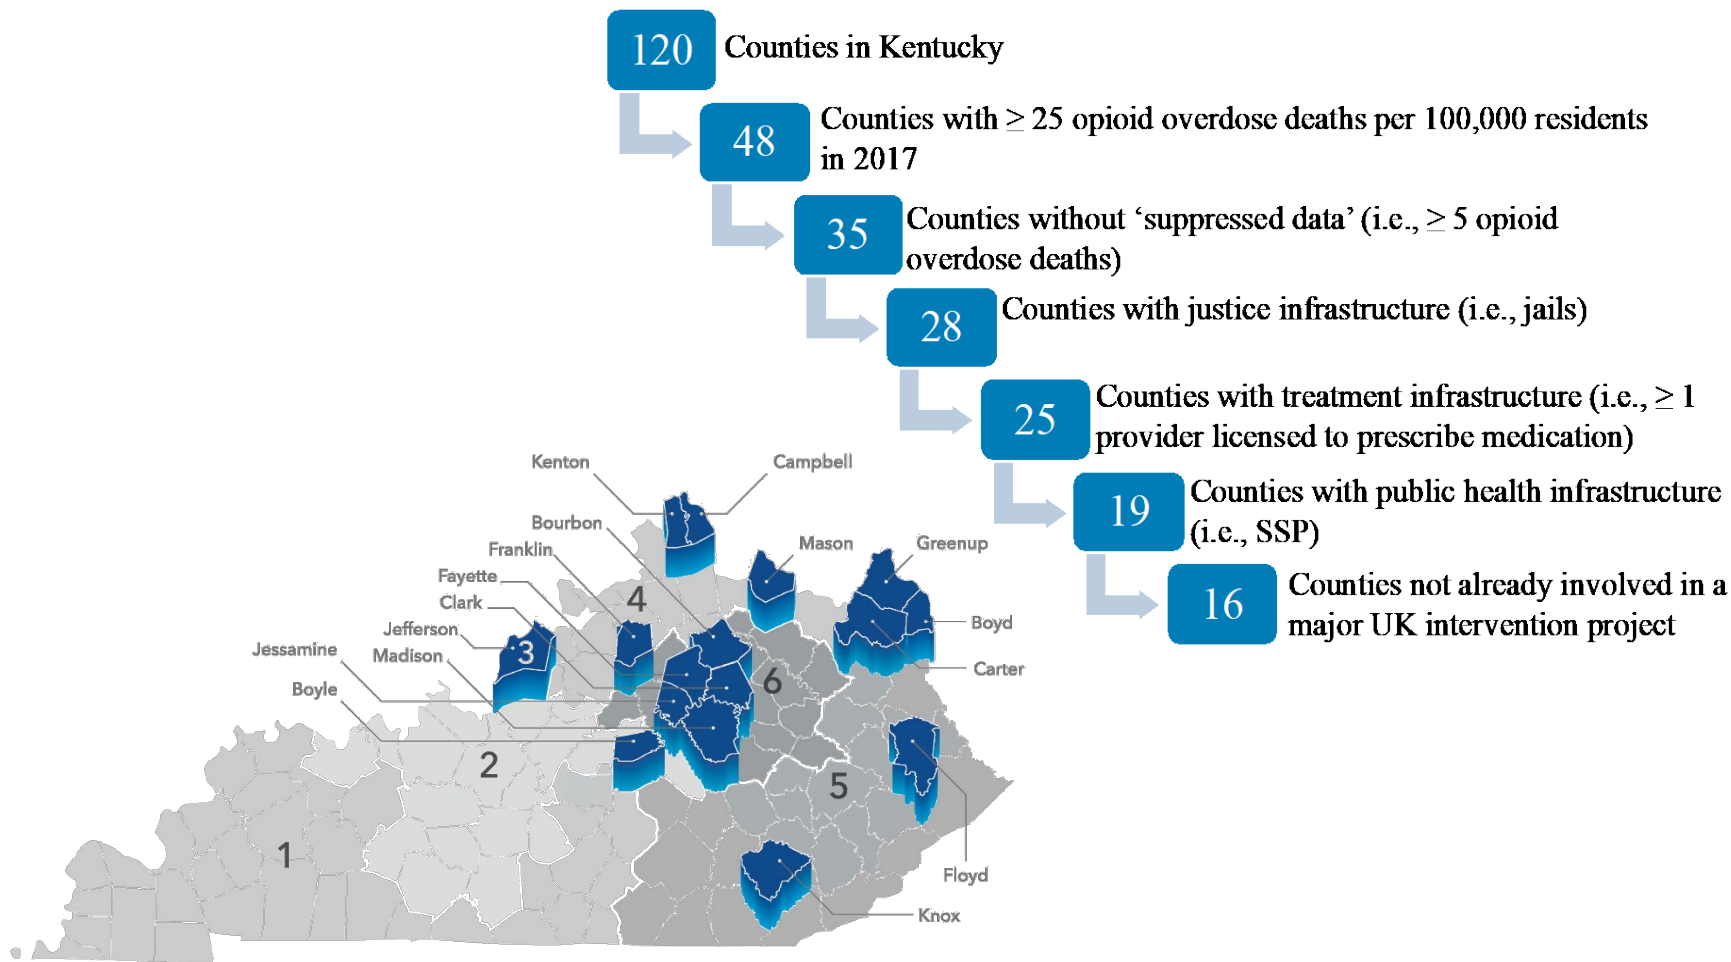 120
Counties in Kentucky
48
Counties with ≥ 25 opioid overdose deaths per 100,000 residents
in 2017
35
Counties without ‘suppressed data’ (i.e., ≥ 5 opioid
overdose deaths)
28
Counties with justice infrastructure (i.e., jails)
25
Counties with treatment infrastructure (i.e., ≥ 1
provider licensed to prescribe medication)
19
Counties with public health infrastructure
(i.e., SSP)
16
Counties not already involved in a
major UK intervention project
Kenton
Campbell
Bourbon
Franklin
Mason
Greenup
Fayette
Clark
4
Jefferson
Boyd
Jessamine
Madison
3
Carter
Boyle
6
2
5
1
Floyd
Knox